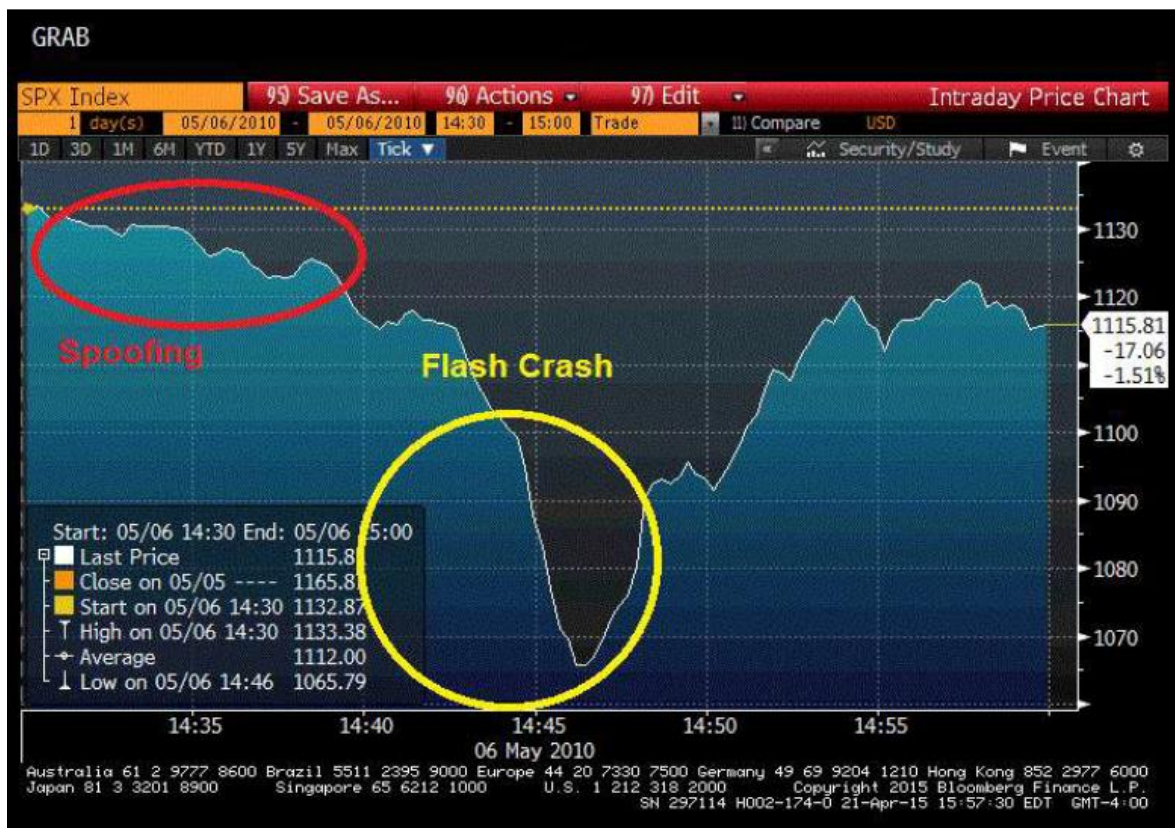 GRAB
SPX Index 95) Save As... 96) Actions 97) Edit Intraday Price Chart
1 day(s) 05/06/2010 - 05/06/2010 14:30 - 15:00 Trade 11) Compare USD
1D 3D 1M 6M YTD 1Y 5Y Max Tick ▼ « Security/Study Event
1130
1120
Spoofing
1115.81
-17.06
-1.51%
Flash Crash
1100
1090
1080
1070
Start: 05/06 14:30 End: 05/06 15:00
Last Price 1115.8
Close on 05/05 ---- 1165.87
Start on 05/06 14:30 1132.87
High on 05/06 14:30 1133.38
Average 1112.00
Low on 05/06 14:46 1065.79
14:35 14:40 14:45 14:50 14:55
06 May 2010
Australia 61 2 9777 8600 Brazil 5511 2395 9000 Europe 44 20 7330 7500 Germany 49 69 9204 1210 Hong Kong 852 2977 6000
Japan 81 3 3201 8900 Singapore 65 6212 1000 U.S. 1 212 318 2000 Copyright 2015 Bloomberg Finance L.P.
SN 297114 H002-174-0 21-Apr-15 15:57:30 EDT GMT-4:00